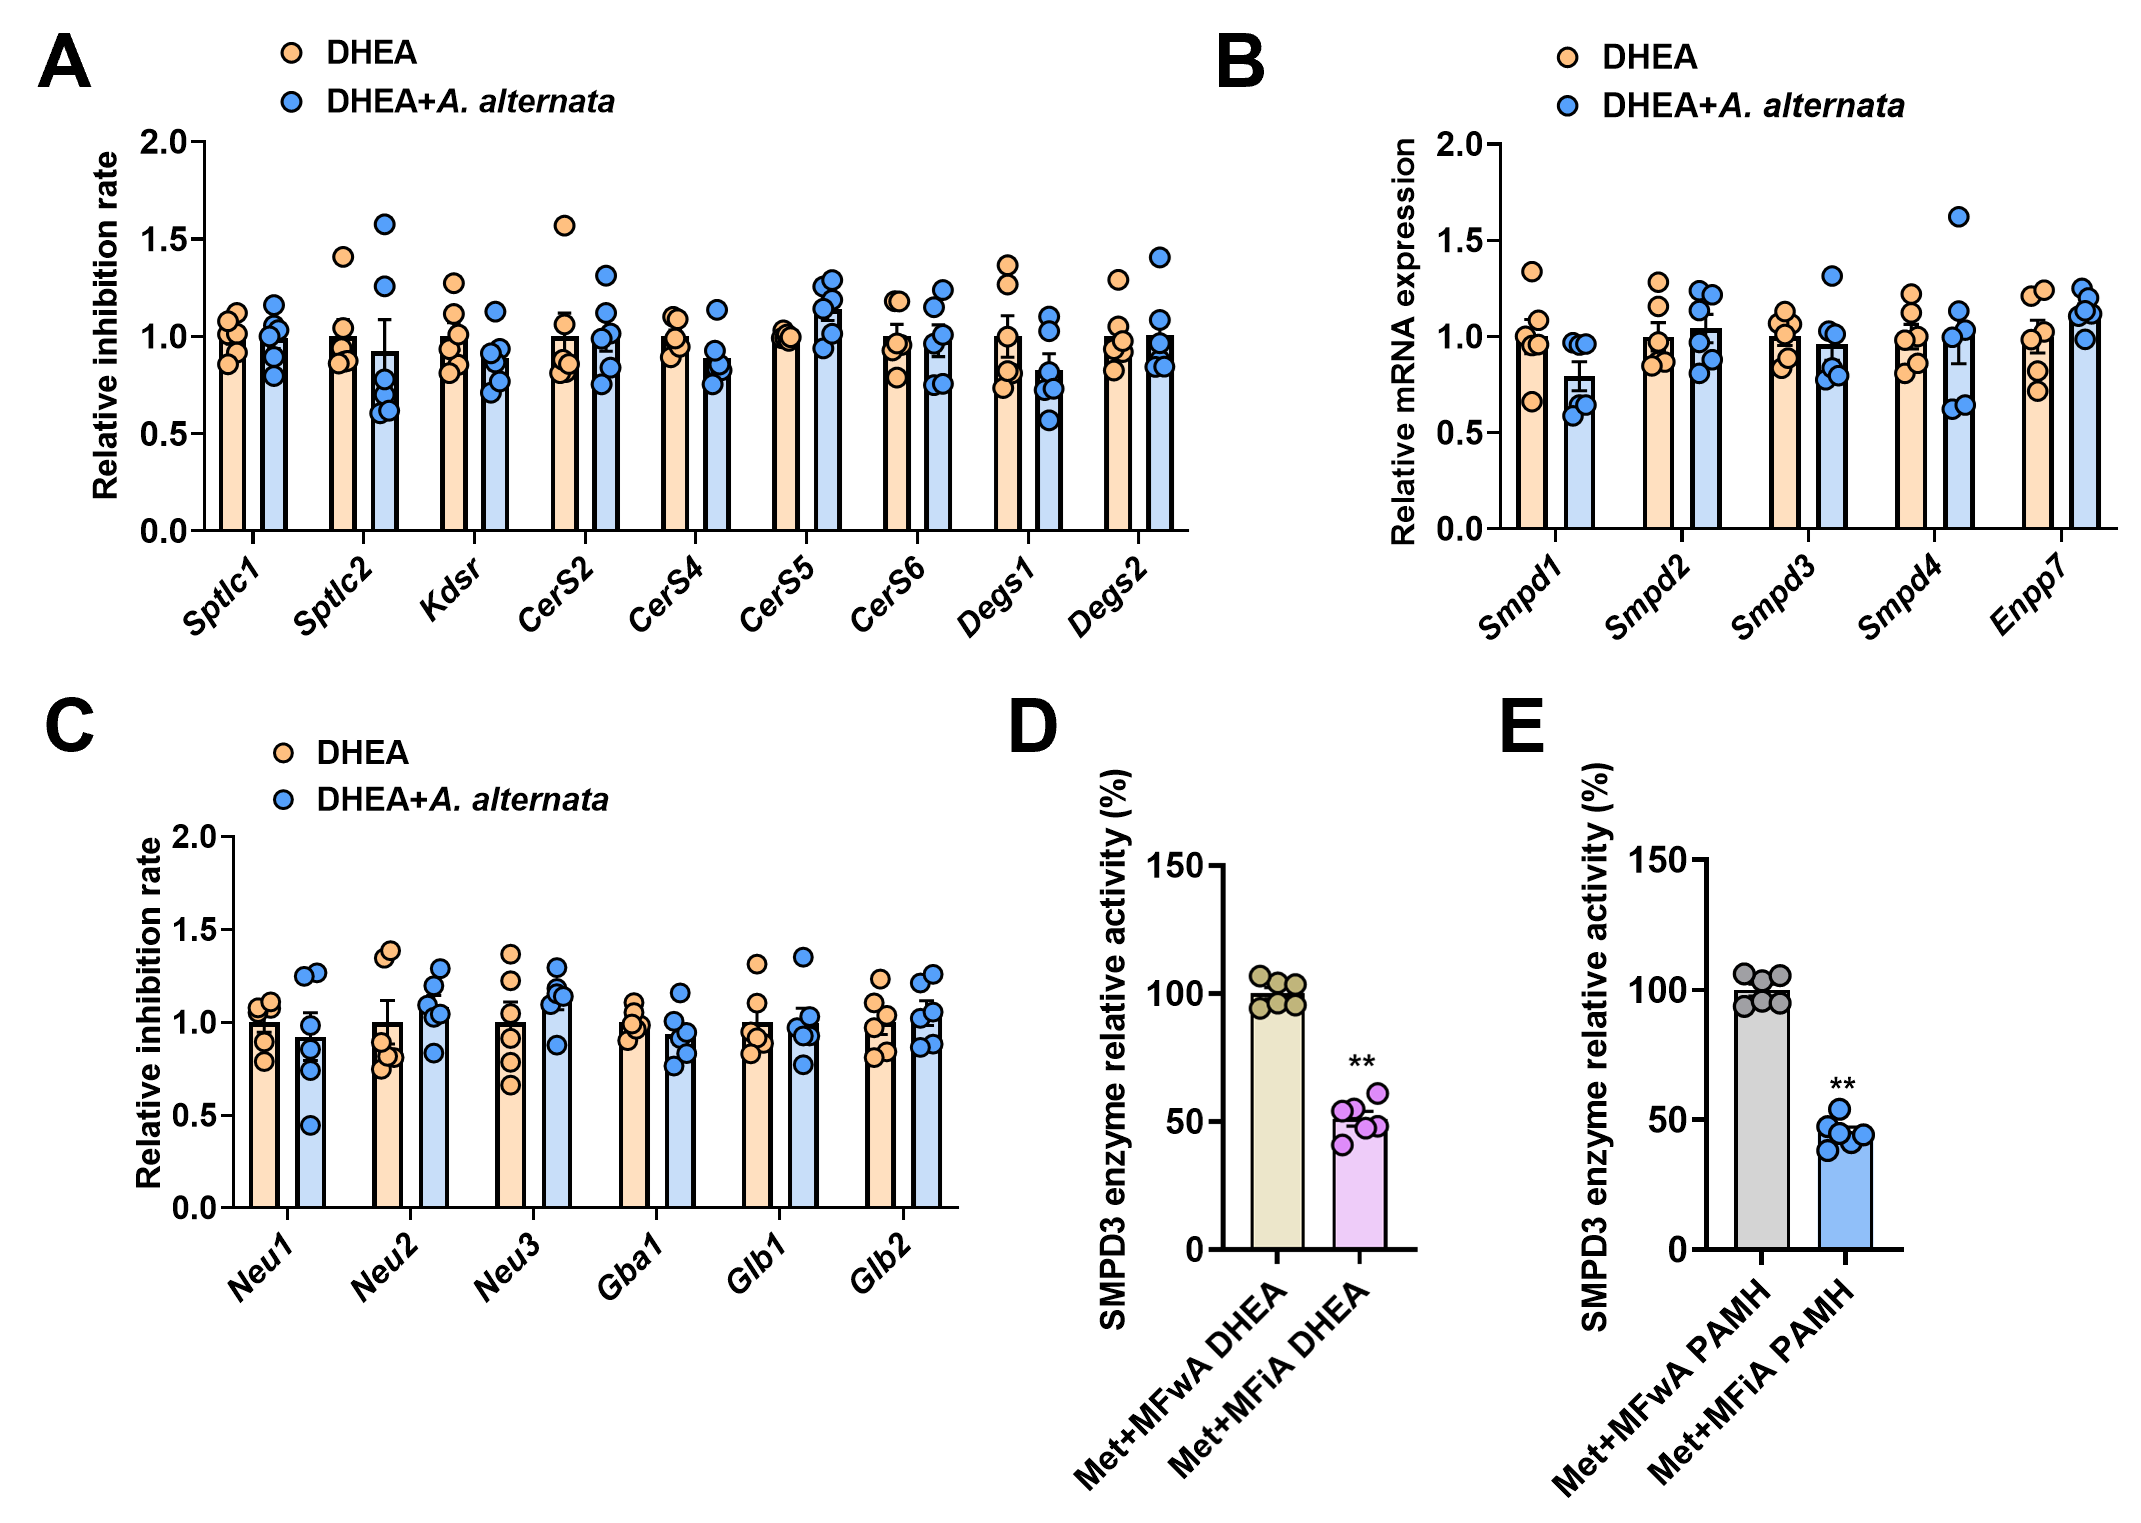 A
DHEA
DHEA+A. alternata
Relative inhibition rate
2.0
1.5
1.0
0.5
0.0
Sptlc1
Sptlc2
Kdsr
CerS2
CerS4
CerS5
CerS6
Degs1
Degs2
B
DHEA
DHEA+A. alternata
Relative mRNA expression
2.0
1.5
1.0
0.5
0.0
Smpd1
Smpd2
Smpd3
Smpd4
Enpp7
C
DHEA
DHEA+A. alternata
Relative inhibition rate
2.0
1.5
1.0
0.5
0.0
Neu1
Neu2
Neu3
Gba1
Glb1
Glb2
D
SMPD3 enzyme relative activity (%)
150
100
50
0
**
Met+MFwA DHEA
Met+MFiA DHEA
E
SMPD3 enzyme relative activity (%)
150
100
50
0
**
Met+MFwA PAMH
Met+MFiA PAMH